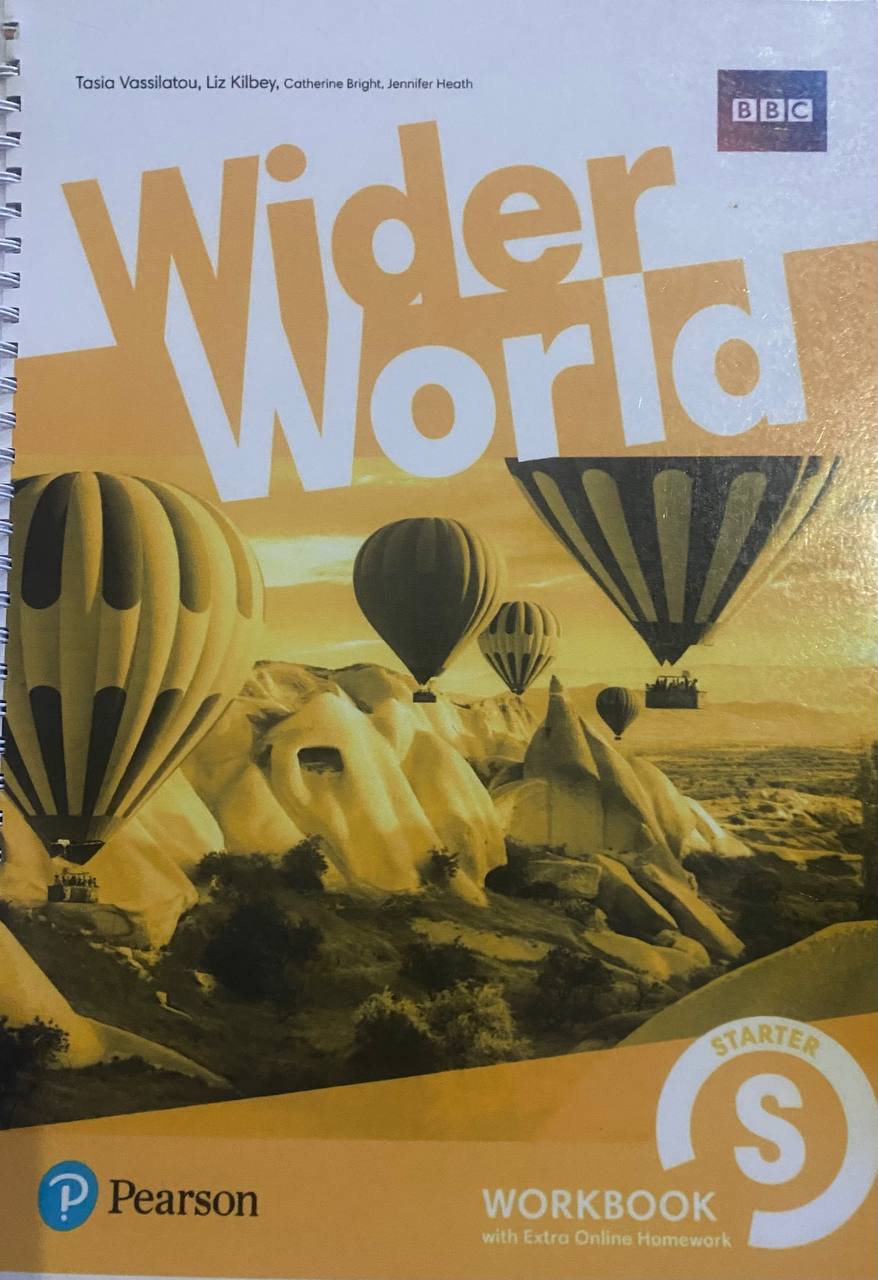 Tasia Vassilatou, Liz Kilbey, Catherine Bright, Jennifer Heath
BBC
Wider
World
STARTER
S
Pearson
WORKBOOK
with Extra Online Homework